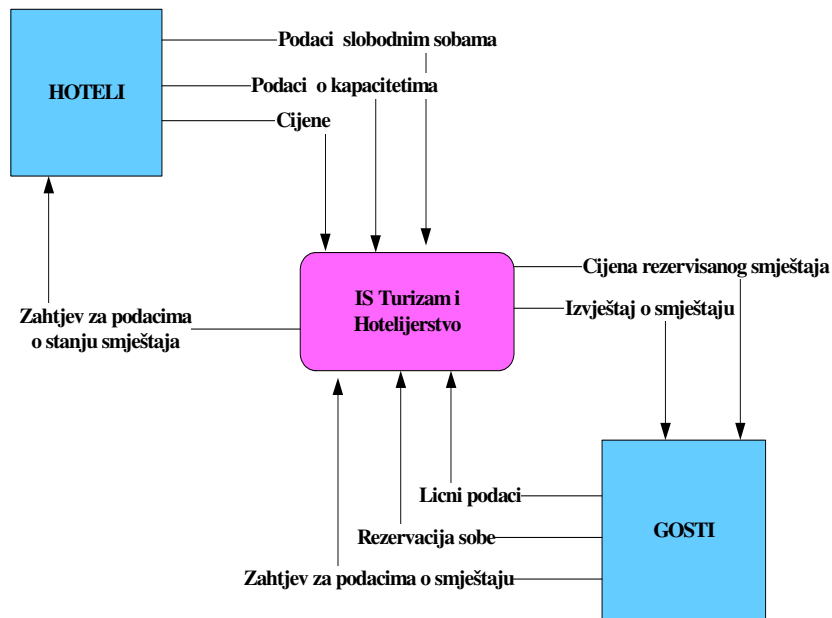 Podaci slobodnim sobama
HOTELI
Podaci o kapacitetima
Cijene
Cijena rezervisanog smještaja
IS Turizam i
Hotelijerstvo
Izvještaj o smještaju
Zahtjev za podacima
o stanju smještaja
Licni podaci
GOSTI
Rezervacija sobe
Zahtjev za podacima o smještaju